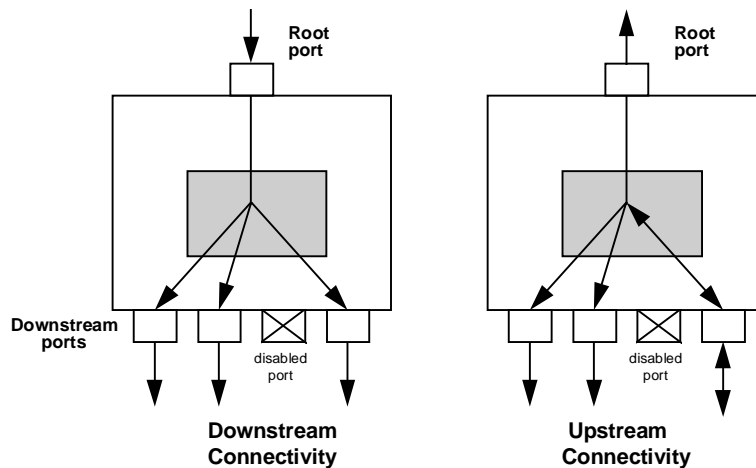 Root
port
Root
port
Downstream
ports
disabled
port
disabled
port
Downstream
Connectivity
Upstream
Connectivity